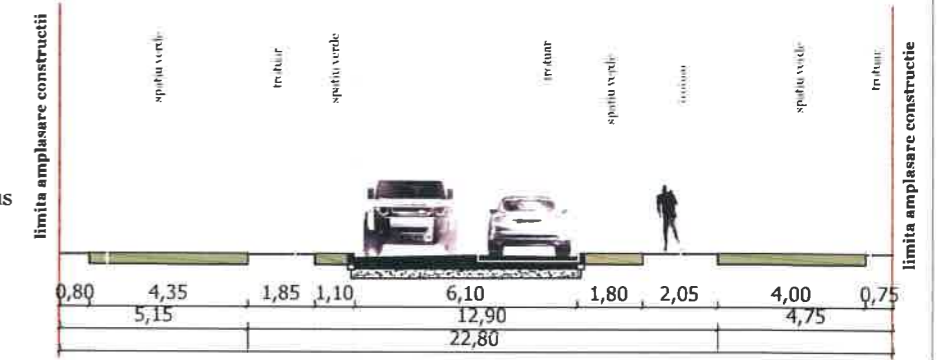 limita amplasare constructii
spatiu verde
trotuar
spatiu verde
trotuar
spatiu verde
spatiu verde
trotuar
limita amplasare constructie
us
0,80 4,35 1,85 1,10 6,10 1,80 2,05 4,00 0,75
5,15 12,90 4,75
22,80